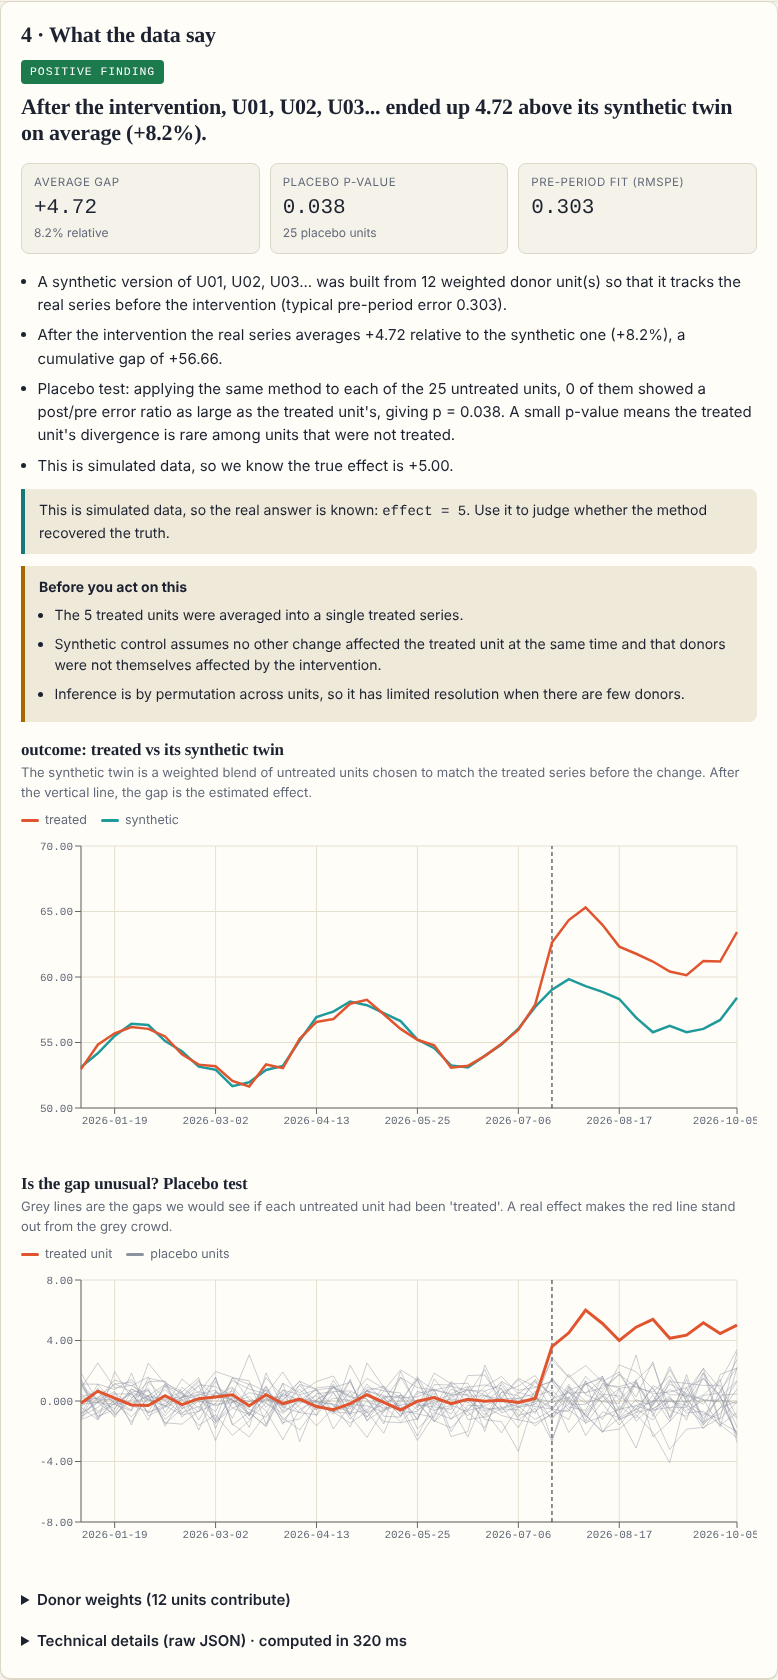 4 · What the data say
POSITIVE FINDING
After the intervention, U01, U02, U03... ended up 4.72 above its synthetic twin
on average (+8.2%).
AVERAGE GAP
+4.72
8.2% relative
PLACEBO P-VALUE
0.038
25 placebo units
PRE-PERIOD FIT (RMSPE)
0.303
• A synthetic version of U01, U02, U03... was built from 12 weighted donor unit(s) so that it tracks the
real series before the intervention (typical pre-period error 0.303).
• After the intervention the real series averages +4.72 relative to the synthetic one (+8.2%), a
cumulative gap of +56.66.
• Placebo test: applying the same method to each of the 25 untreated units, 0 of them showed a
post/pre error ratio as large as the treated unit's, giving p = 0.038. A small p-value means the treated
unit's divergence is rare among units that were not treated.
• This is simulated data, so we know the true effect is +5.00.
This is simulated data, so the real answer is known: effect = 5. Use it to judge whether the method
recovered the truth.
Before you act on this
• The 5 treated units were averaged into a single treated series.
• Synthetic control assumes no other change affected the treated unit at the same time and that donors
were not themselves affected by the intervention.
• Inference is by permutation across units, so it has limited resolution when there are few donors.
outcome: treated vs its synthetic twin
The synthetic twin is a weighted blend of untreated units chosen to match the treated series before the change. After
the vertical line, the gap is the estimated effect.
treated synthetic
70.00
65.00
60.00
55.00
50.00
2026-01-19 2026-03-02 2026-04-13 2026-05-25 2026-07-06 2026-08-17 2026-10-05
Is the gap unusual? Placebo test
Grey lines are the gaps we would see if each untreated unit had been 'treated'. A real effect makes the red line stand
out from the grey crowd.
treated unit placebo units
8.00
4.00
0.000
-4.00
-8.00
2026-01-19 2026-03-02 2026-04-13 2026-05-25 2026-07-06 2026-08-17 2026-10-05
▶ Donor weights (12 units contribute)
▶ Technical details (raw JSON) · computed in 320 ms